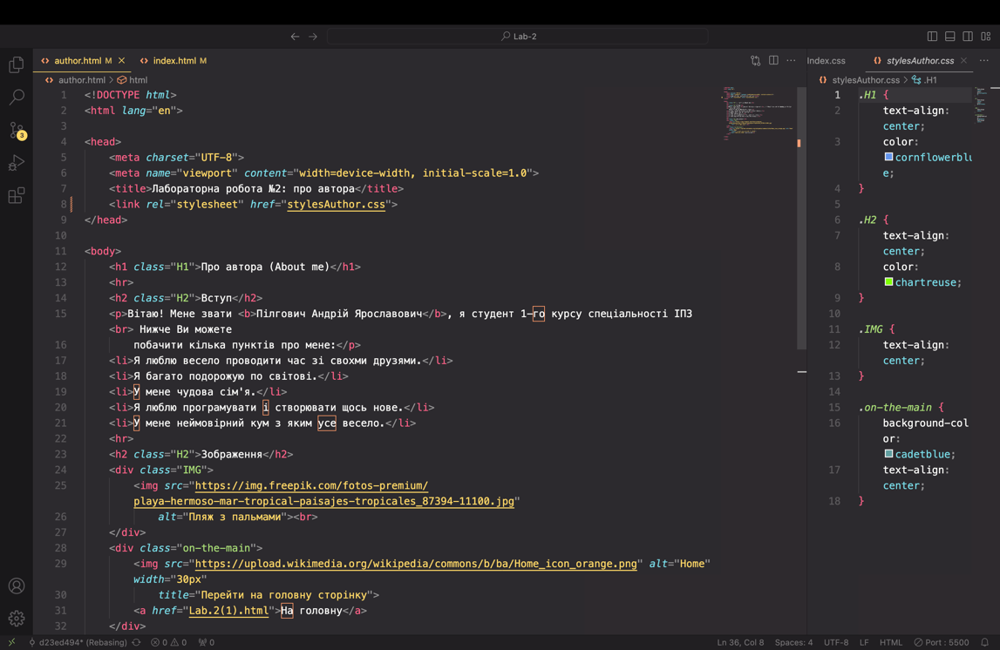 Lab-2
author.html M
index.html M
Index.css
stylesAuthor.css
author.html > html
stylesAuthor.css > .H1
1 <!DOCTYPE html>
2 <html lang="en">
3
4 <head>
5 <meta charset="UTF-8">
6 <meta name="viewport" content="width=device-width, initial-scale=1.0">
7 <title>Лабораторна робота №2: про автора</title>
8 <link rel="stylesheet" href="stylesAuthor.css">
9 </head>
10
11 <body>
12 <h1 class="H1">Про автора (About me)</h1>
13 <hr>
14 <h2 class="H2">Вступ</h2>
15 <p>Вітаю! Мене звати <b>Пілгович Андрій Ярославович</b>, я студент 1-го курсу спеціальності ІПЗ
<br> Нижче Ви можете
16 побачити кілька пунктів про мене:</p>
17 <li>Я люблю весело проводити час зі свохми друзями.</li>
18 <li>Я багато подорожую по світові.</li>
19 <li>У мене чудова сім'я.</li>
20 <li>Я люблю програмувати і створювати щось нове.</li>
21 <li>У мене неймовірний кум з яким усе весело.</li>
22 <hr>
23 <h2 class="H2">Зображення</h2>
24 <div class="IMG">
25 <img src="https://img.freepik.com/fotos-premium/
playa-hermoso-mar-tropical-paisajes-tropicales_87394-11100.jpg"
26 alt="Пляж з пальмами"><br>
27 </div>
28 <div class="on-the-main">
29 <img src="https://upload.wikimedia.org/wikipedia/commons/b/ba/Home_icon_orange.png" alt="Home"
width="30px"
30 title="Перейти на головну сторінку">
31 <a href="Lab.2(1).html">На головну</a>
32 </div>
1 .H1 {
2 text-align:
center;
3 color:
cornflowerblu
e;
4 }
5
6 .H2 {
7 text-align:
center;
8 color:
chartreuse;
9 }
10
11 .IMG {
12 text-align:
center;
13 }
14
15 .on-the-main {
16 background-col
or:
cadetblue;
17 text-align:
center;
18 }
3
d23ed494* (Rebasing) 0 0 0
Ln 36, Col 8 Spaces: 4 UTF-8 LF HTML Port : 5500